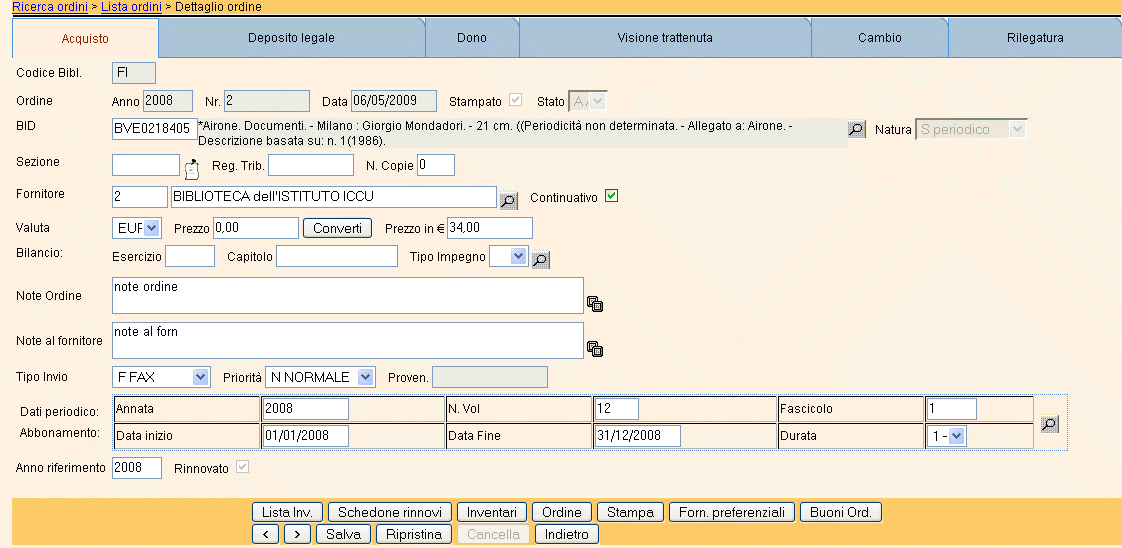 Ricerca ordini > Lista ordini > Dettaglio ordine
Acquisto Deposito legale Dono Visione trattenuta Cambio Rilegatura
Codice Bibl. FI
Ordine Anno 2008 Nr. 2 Data 06/05/2009 Stampato Stato A
BID BVE0218405 *Airone. Documenti. - Milano : Giorgio Mondadori. - 21 cm. ((Periodicità non determinata. - Allegato a: Airone. - Natura S periodico
Descrizione basata su: n. 1(1986).
Sezione Reg. Trib. N. Copie 0
Fornitore 2 BIBLIOTECA dell'ISTITUTO ICCU Continuativo
Valuta EUR Prezzo 0,00 Converti Prezzo in € 34,00
Bilancio: Esercizio Capitolo Tipo Impegno
Note Ordine note ordine
Note al fornitore note al forn
Tipo Invio F FAX Priorità N NORMALE Proven.
Dati periodico: Annata 2008 N. Vol 12 Fascicolo 1
Abbonamento: Data inizio 01/01/2008 Data Fine 31/12/2008 Durata 1 -
Anno riferimento 2008 Rinnovato
Lista Inv. Schedone rinnovi Inventari Ordine Stampa Forn. preferenziali Buoni Ord.
< > Salva Ripristina Cancella Indietro